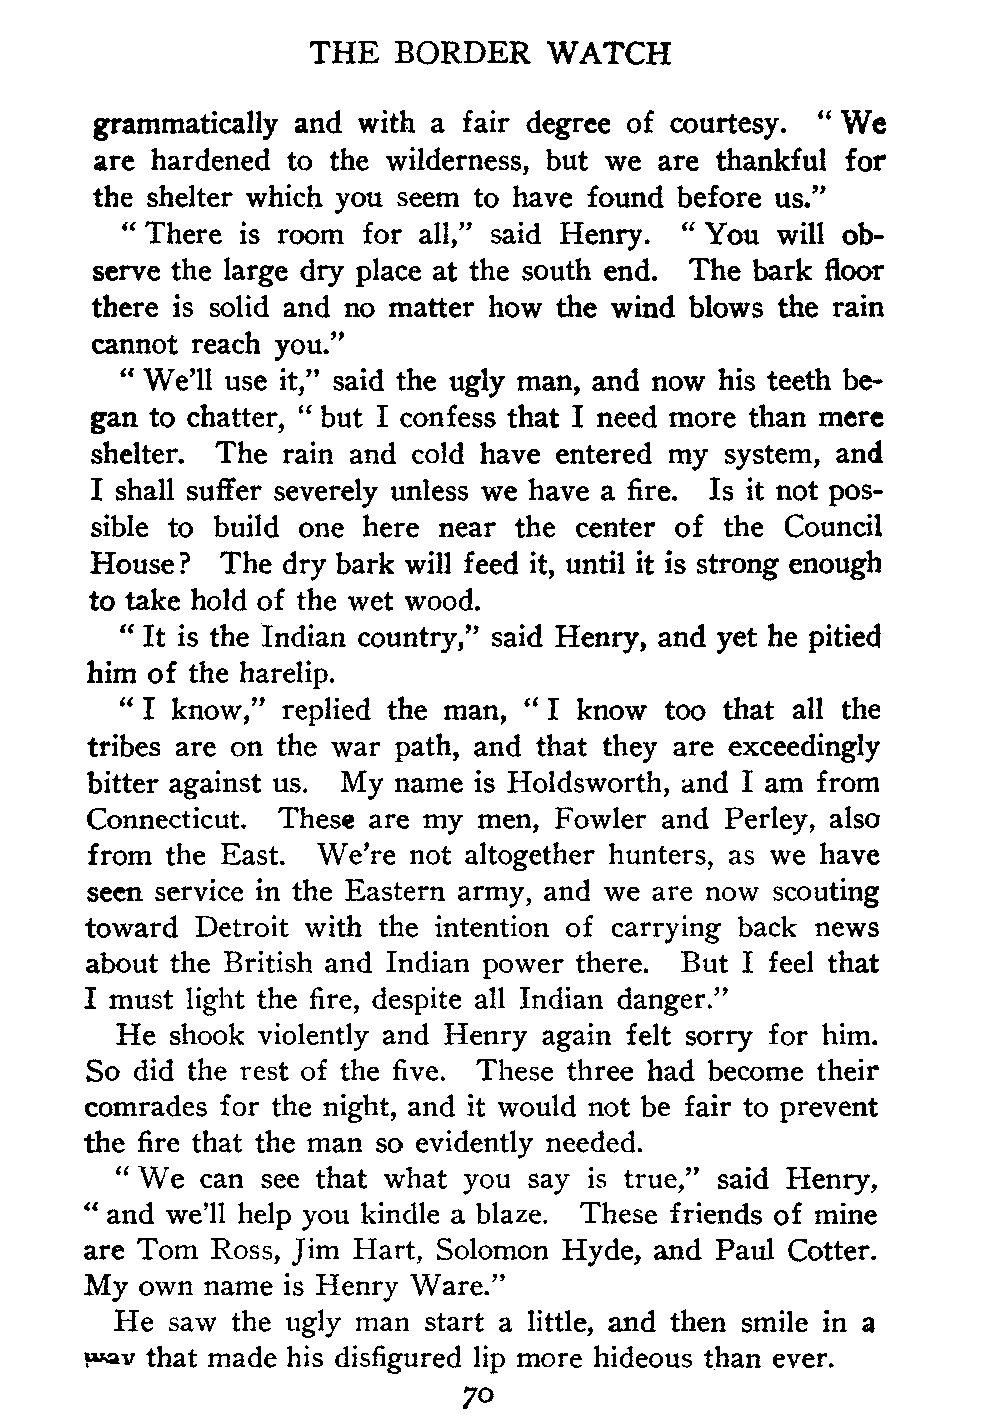 THE BORDER WATCH
grammatically and with a fair degree of courtesy. “ We
are hardened to the wilderness, but we are thankful for
the shelter which you seem to have found before us.”
“ There is room for all,” said Henry. “ You will ob-
serve the large dry place at the south end. The bark floor
there is solid and no matter how the wind blows the rain
cannot reach you.”
“ We’ll use it,” said the ugly man, and now his teeth be-
gan to chatter, “ but I confess that I need more than mere
shelter. The rain and cold have entered my system, and
I shall suffer severely unless we have a fire. Is it not pos-
sible to build one here near the center of the Council
House? The dry bark will feed it, until it is strong enough
to take hold of the wet wood.
“ It is the Indian country,” said Henry, and yet he pitied
him of the harelip.
“ I know,” replied the man, “ I know too that all the
tribes are on the war path, and that they are exceedingly
bitter against us. My name is Holdsworth, and I am from
Connecticut. These are my men, Fowler and Perley, also
from the East. We’re not altogether hunters, as we have
seen service in the Eastern army, and we are now scouting
toward Detroit with the intention of carrying back news
about the British and Indian power there. But I feel that
I must light the fire, despite all Indian danger.”
He shook violently and Henry again felt sorry for him.
So did the rest of the five. These three had become their
comrades for the night, and it would not be fair to prevent
the fire that the man so evidently needed.
“ We can see that what you say is true,” said Henry,
“ and we’ll help you kindle a blaze. These friends of mine
are Tom Ross, Jim Hart, Solomon Hyde, and Paul Cotter.
My own name is Henry Ware.”
He saw the ugly man start a little, and then smile in a
way that made his disfigured lip more hideous than ever.
70